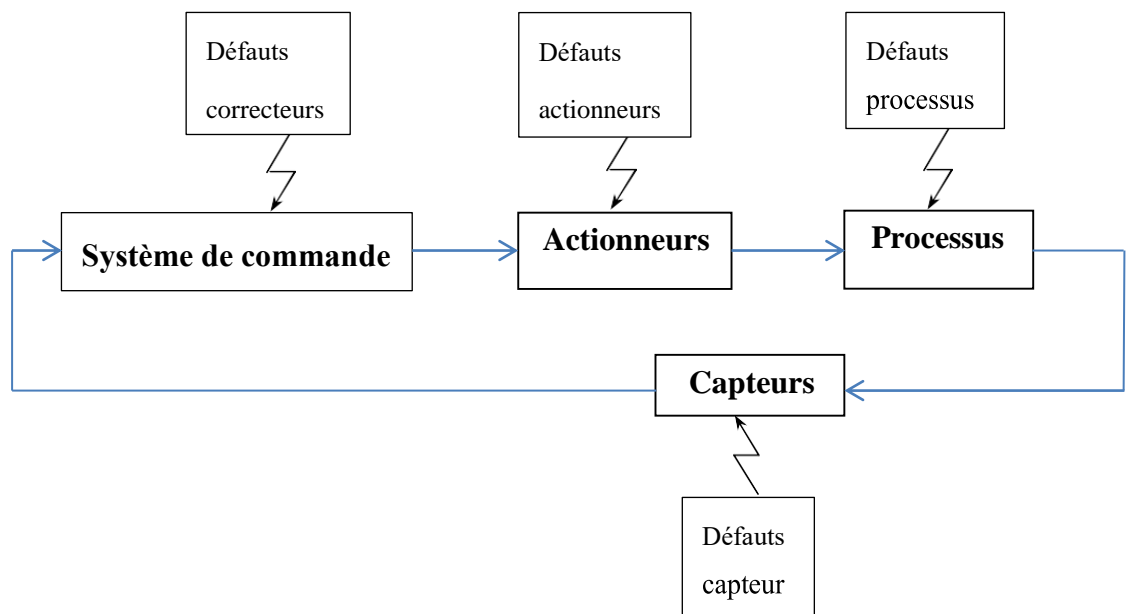 Défauts
correcteurs
Défauts
actionneurs
Défauts
processus
Système de commande
Actionneurs
Processus
Capteurs
Défauts
capteur